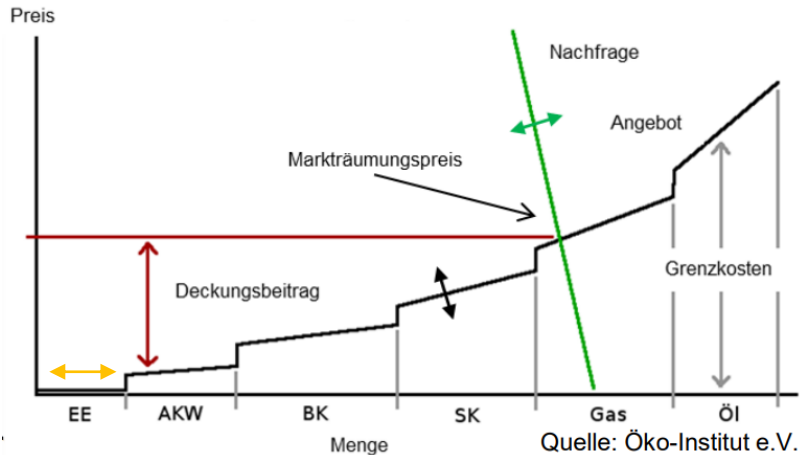 Preis
Nachfrage
Angebot
Markträumungspreis
Grenzkosten
Deckungsbeitrag
EE AKW BK SK Gas Öl
Menge
Quelle: Öko-Institut e.V.